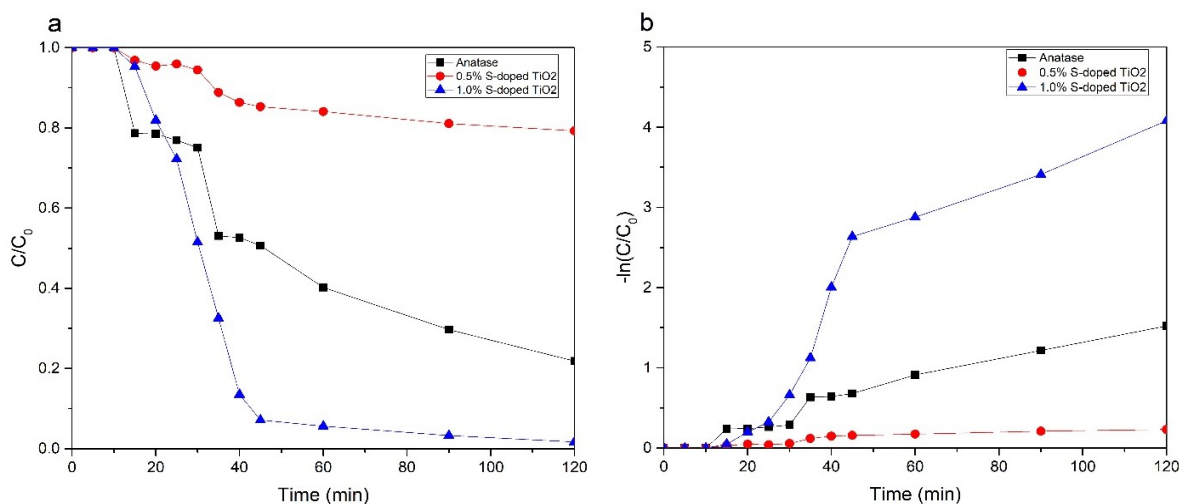 a
1.0
0.8
0.6
0.4
0.2
0.0
C/C0
0 20 40 60 80 100 120
Time (min)
Anatase
0.5% S-doped TiO2
1.0% S-doped TiO2
b
5
4
3
2
1
0
-ln(C/C0)
0 20 40 60 80 100 120
Time (min)
Anatase
0.5% S-doped TiO2
1.0% S-doped TiO2